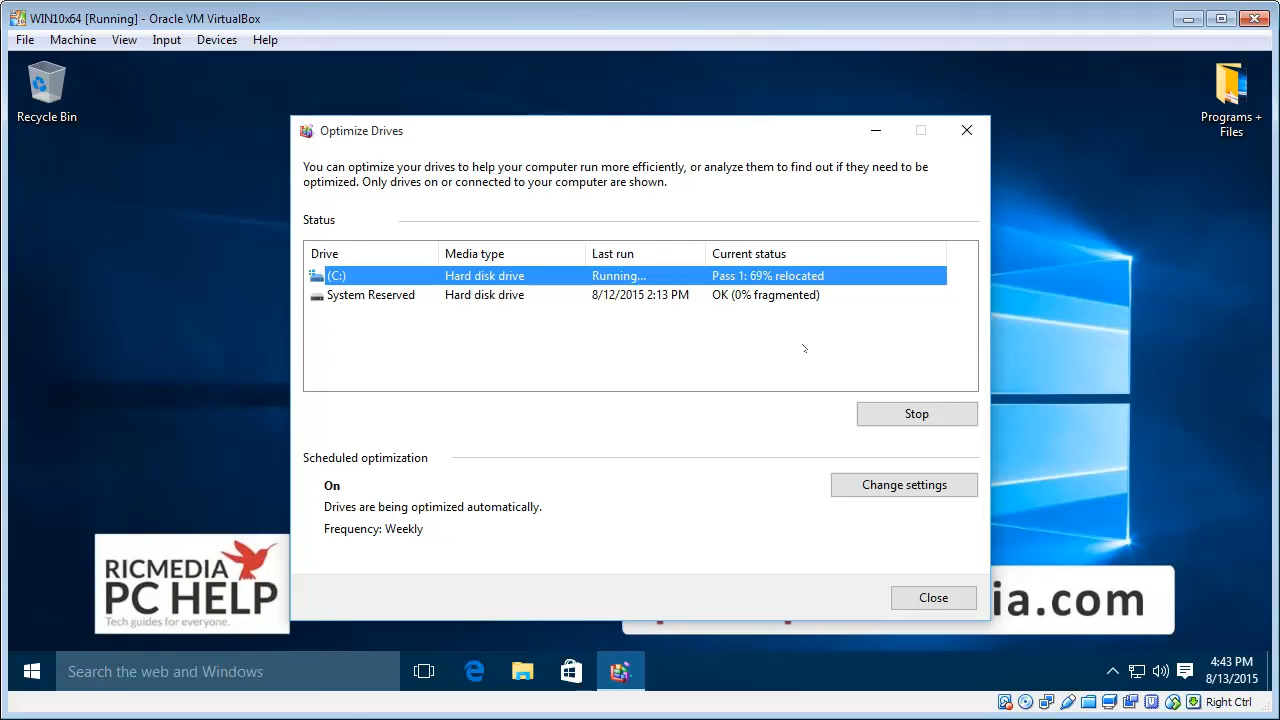 WIN10x64 [Running] - Oracle VM VirtualBox
File Machine View Input Devices Help
Recycle Bin
Programs +
Files
Optimize Drives
You can optimize your drives to help your computer run more efficiently, or analyze them to find out if they need to be
optimized. Only drives on or connected to your computer are shown.
Status
Drive Media type Last run Current status
(C:) Hard disk drive Running... Pass 1: 69% relocated
System Reserved Hard disk drive 8/12/2015 2:13 PM OK (0% fragmented)
Stop
Scheduled optimization
On
Change settings
Drives are being optimized automatically.
Frequency: Weekly
RICMEDIA
PC HELP
Tech guides for everyone.
ia.com
Close
Search the web and Windows
4:43 PM
8/13/2015
Right Ctrl